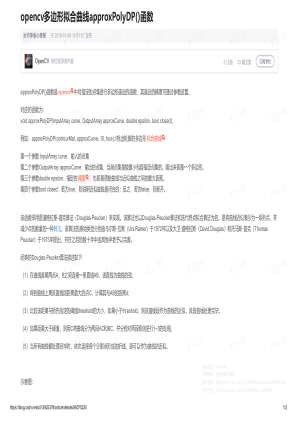 opencv多边形拟合曲线approxPolyDP()函数
OpenCV 专栏收录该内容
approxPolyDP()函数是opencv中对指定的点集进行多边形逼近的函数，其逼近的精度可通过参数设置。
对应的函数为：
void approxPolyDP(InputArray curve, OutputArray approxCurve, double epsilon, bool closed);
例如：approxPolyDP(contourMat, approxCurve, 10, true);//找出轮廓的多边形拟合曲线
第一个参数 InputArray curve：输入的点集
第二个参数OutputArray approxCurve：输出的点集，当前点集是能最小包容指定点集的。画出来即是一个多边形。
第三个参数double epsilon：指定的精度，也即是原始曲线与近似曲线之间的最大距离。
第四个参数bool closed：若为true，则说明近似曲线是闭合的；反之，若为false，则断开。
该函数采用是道格拉斯-普克算法（Douglas-Peucker）来实现。该算法也以Douglas-Peucker算法和迭代终点拟合算法为名。是将曲线近似表示为一系列点，并
减少点的数量的一种算法。该算法的原始类型分别由乌尔斯·拉默（Urs Ramer）于1972年以及大卫·道格拉斯（David Douglas）和托马斯·普克（Thomas
Peucker）于1973年提出，并在之后的数十年中由其他学者予以完善。
经典的Douglas-Peucker算法描述如下：
（1）在曲线首尾两点A，B之间连接一条直线AB，该直线为曲线的弦；
（2）得到曲线上离该直线段距离最大的点C，计算其与AB的距离d；
（3）比较该距离与预先给定的阈值threshold的大小，如果小于threshold，则该直线段作为曲线的近似，该段曲线处理完毕。
（4）如果距离大于阈值，则用C将曲线分为两段AC和BC，并分别对两段取信进行1~3的处理。
（5）当所有曲线都处理完毕时，依次连接各个分割点形成的折线，即可以作为曲线的近似。
示意图：
1/3